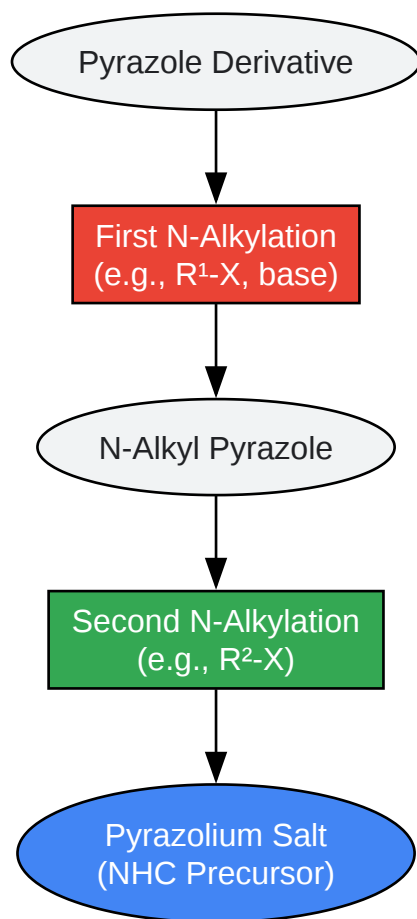 Pyrazole Derivative
First N-Alkylation
(e.g., R¹-X, base)
N-Alkyl Pyrazole
Second N-Alkylation
(e.g., R²-X)
Pyrazolium Salt
(NHC Precursor)